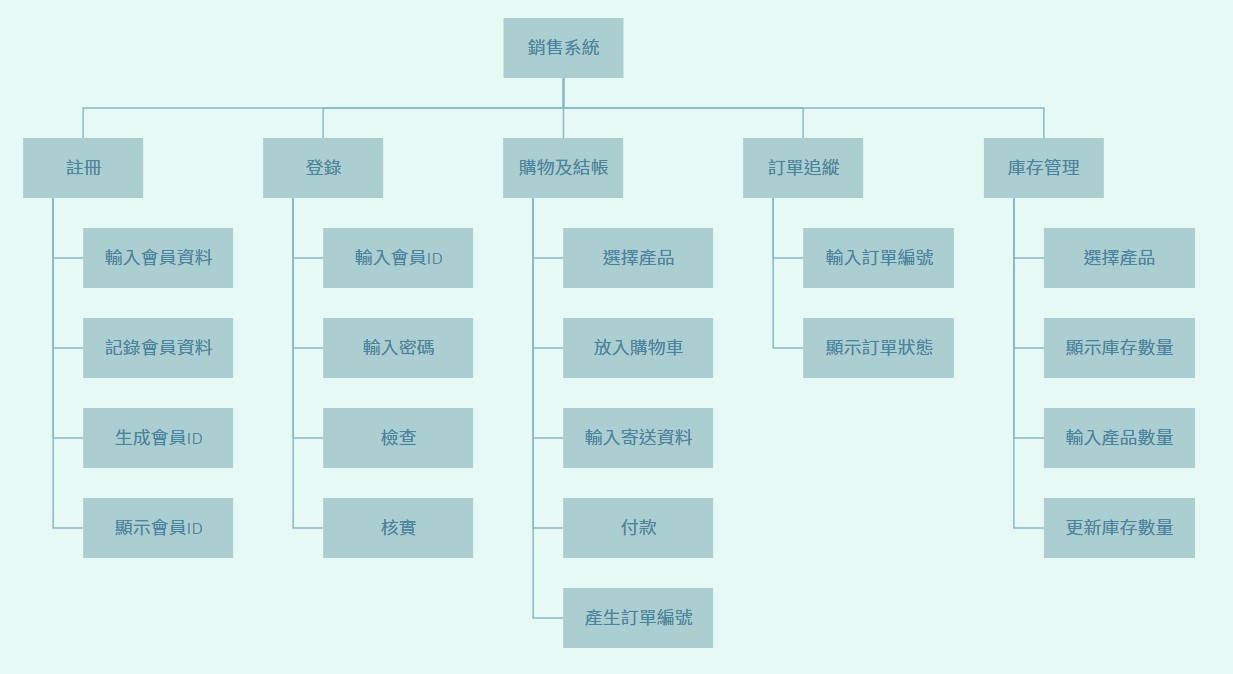 銷售系統
註冊
登錄
購物及結帳
訂單追縱
庫存管理
輸入會員資料
記錄會員資料
生成會員ID
顯示會員ID
輸入會員ID
輸入密碼
檢查
核實
選擇產品
放入購物車
輸入寄送資料
付款
產生訂單編號
輸入訂單編號
顯示訂單狀態
選擇產品
顯示庫存數量
輸入產品數量
更新庫存數量